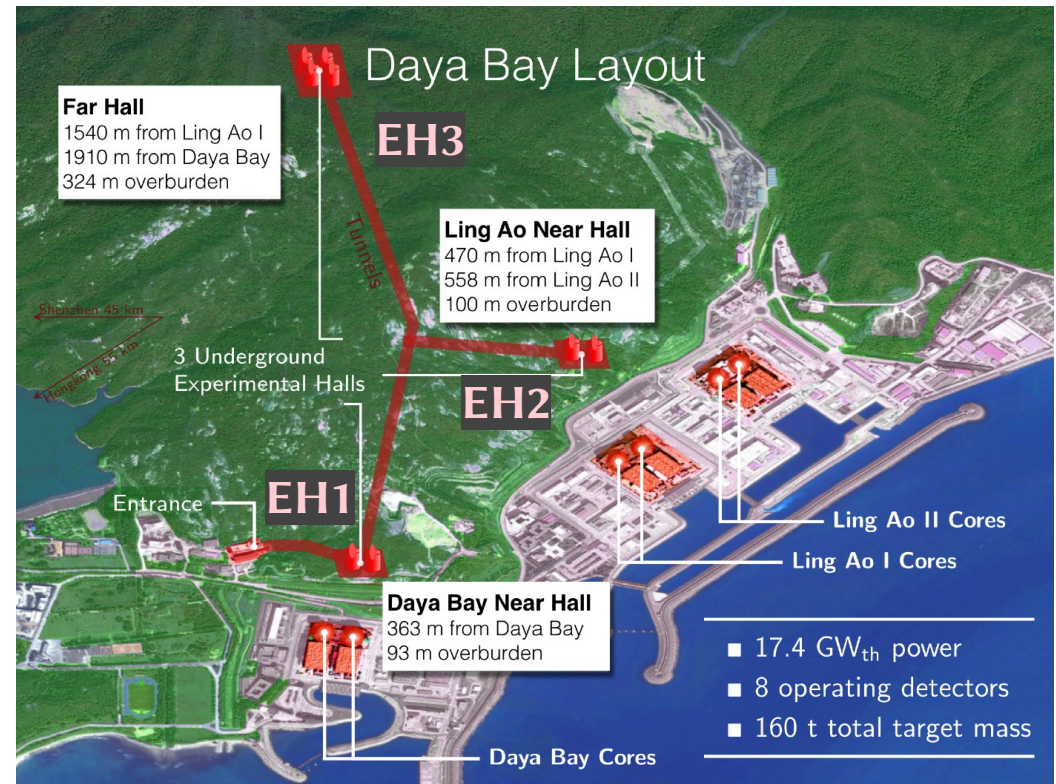 Daya Bay Layout
Far Hall
1540 m from Ling Ao I
1910 m from Daya Bay
324 m overburden
EH3
Tunnels
Ling Ao Near Hall
470 m from Ling Ao I
558 m from Ling Ao II
100 m overburden
Shenzhen 45 km
Hongkong 55 km
3 Underground
Experimental Halls
EH2
EH1
Entrance
Ling Ao II Cores
Ling Ao I Cores
Daya Bay Near Hall
363 m from Daya Bay
93 m overburden
■ 17.4 GWth power
■ 8 operating detectors
■ 160 t total target mass
Daya Bay Cores